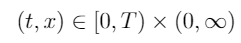 (t, x) ∈ [0, T) × (0, ∞)